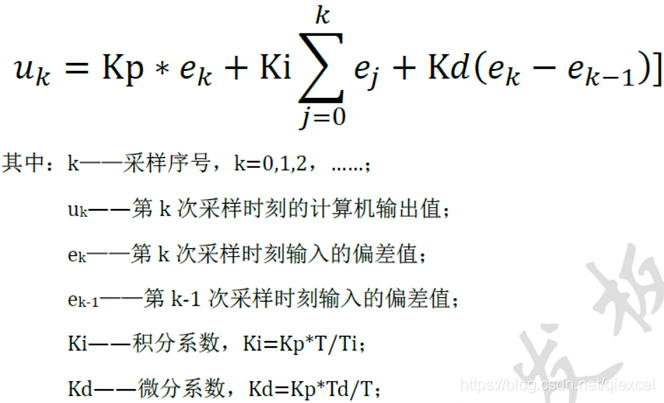 u_k = Kp * e_k + Ki \sum_{j=0}^{k} e_j + Kd(e_k − e_{k−1})]
其中：k——采样序号，k=0,1,2，……；
u_k——第 k 次采样时刻的计算机输出值；
e_k——第 k 次采样时刻输入的偏差值；
e_{k-1}——第 k-1 次采样时刻输入的偏差值；
Ki——积分系数，Ki=Kp*T/Ti；
Kd——微分系数，Kd=Kp*Td/T；
发板
https://blog.csdn.net/qiexcel